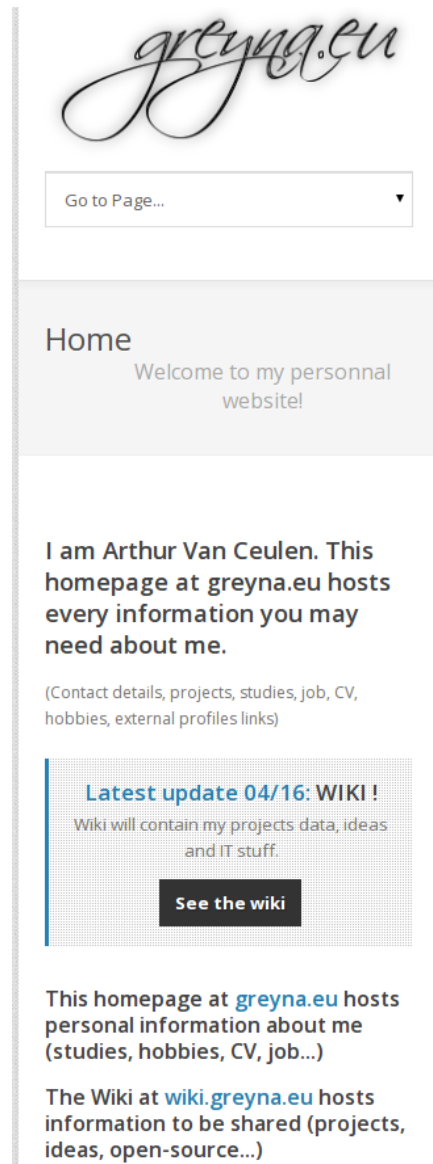 greyna.eu
Go to Page...
Home
Welcome to my personnal
website!
I am Arthur Van Ceulen. This
homepage at greyna.eu hosts
every information you may
need about me.
(Contact details, projects, studies, job, CV,
hobbies, external profiles links)
Latest update 04/16: WIKI !
Wiki will contain my projects data, ideas
and IT stuff.
See the wiki
This homepage at greyna.eu hosts
personal information about me
(studies, hobbies, CV, job...)
The Wiki at wiki.greyna.eu hosts
information to be shared (projects,
ideas, open-source...)